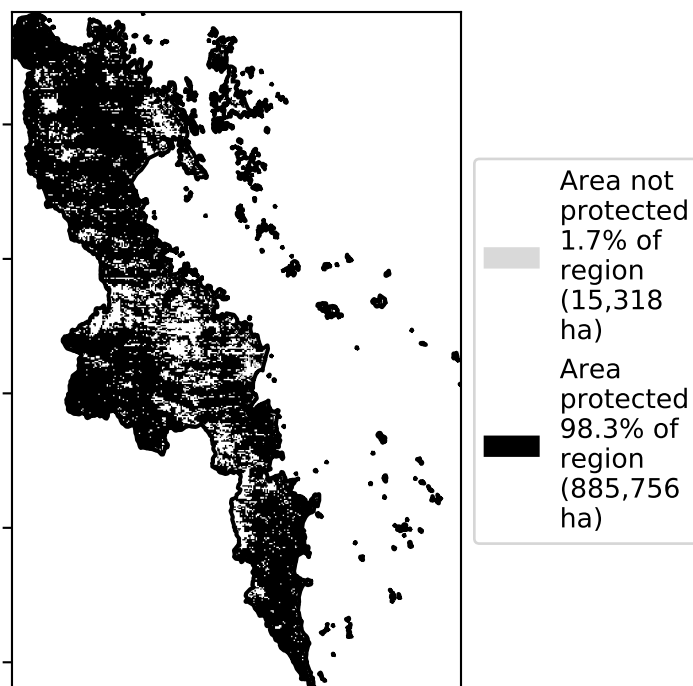 Area not
protected
1.7% of
region
(15,318
ha)
Area
protected
98.3% of
region
(885,756
ha)